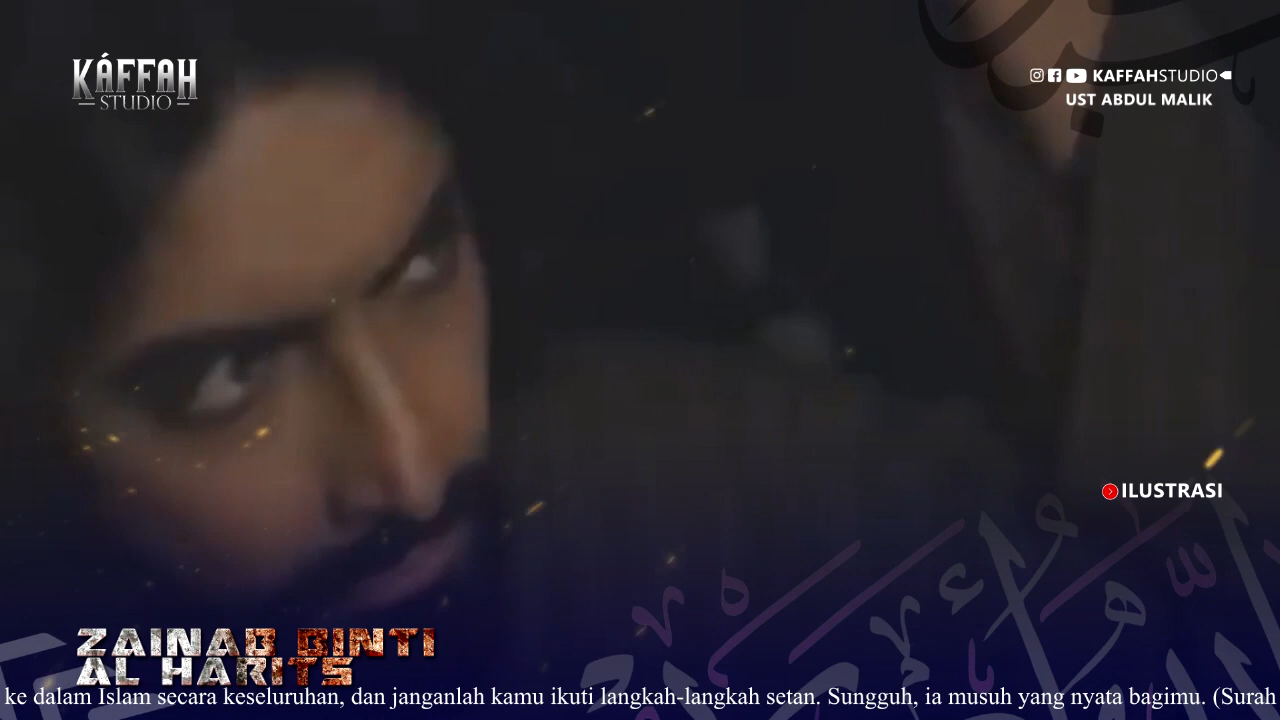 KÁFFAH
STUDIO
KAFFAHSTUDIO
UST ABDUL MALIK
ILUSTRASI
ZAINAB BINTI
AL HARITS
ke dalam Islam secara keseluruhan, dan janganlah kamu ikuti langkah-langkah setan. Sungguh, ia musuh yang nyata bagimu. (Surah